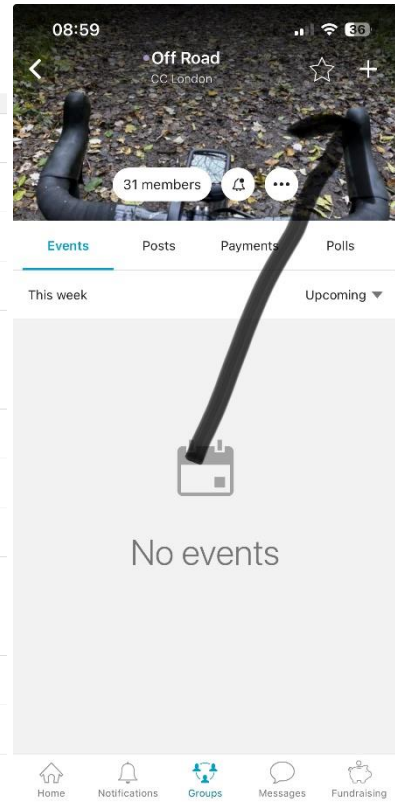 08:59
36
Off Road
CC London
31 members
Events Posts Payments Polls
This week Upcoming
No events
Home Notifications Groups Messages Fundraising